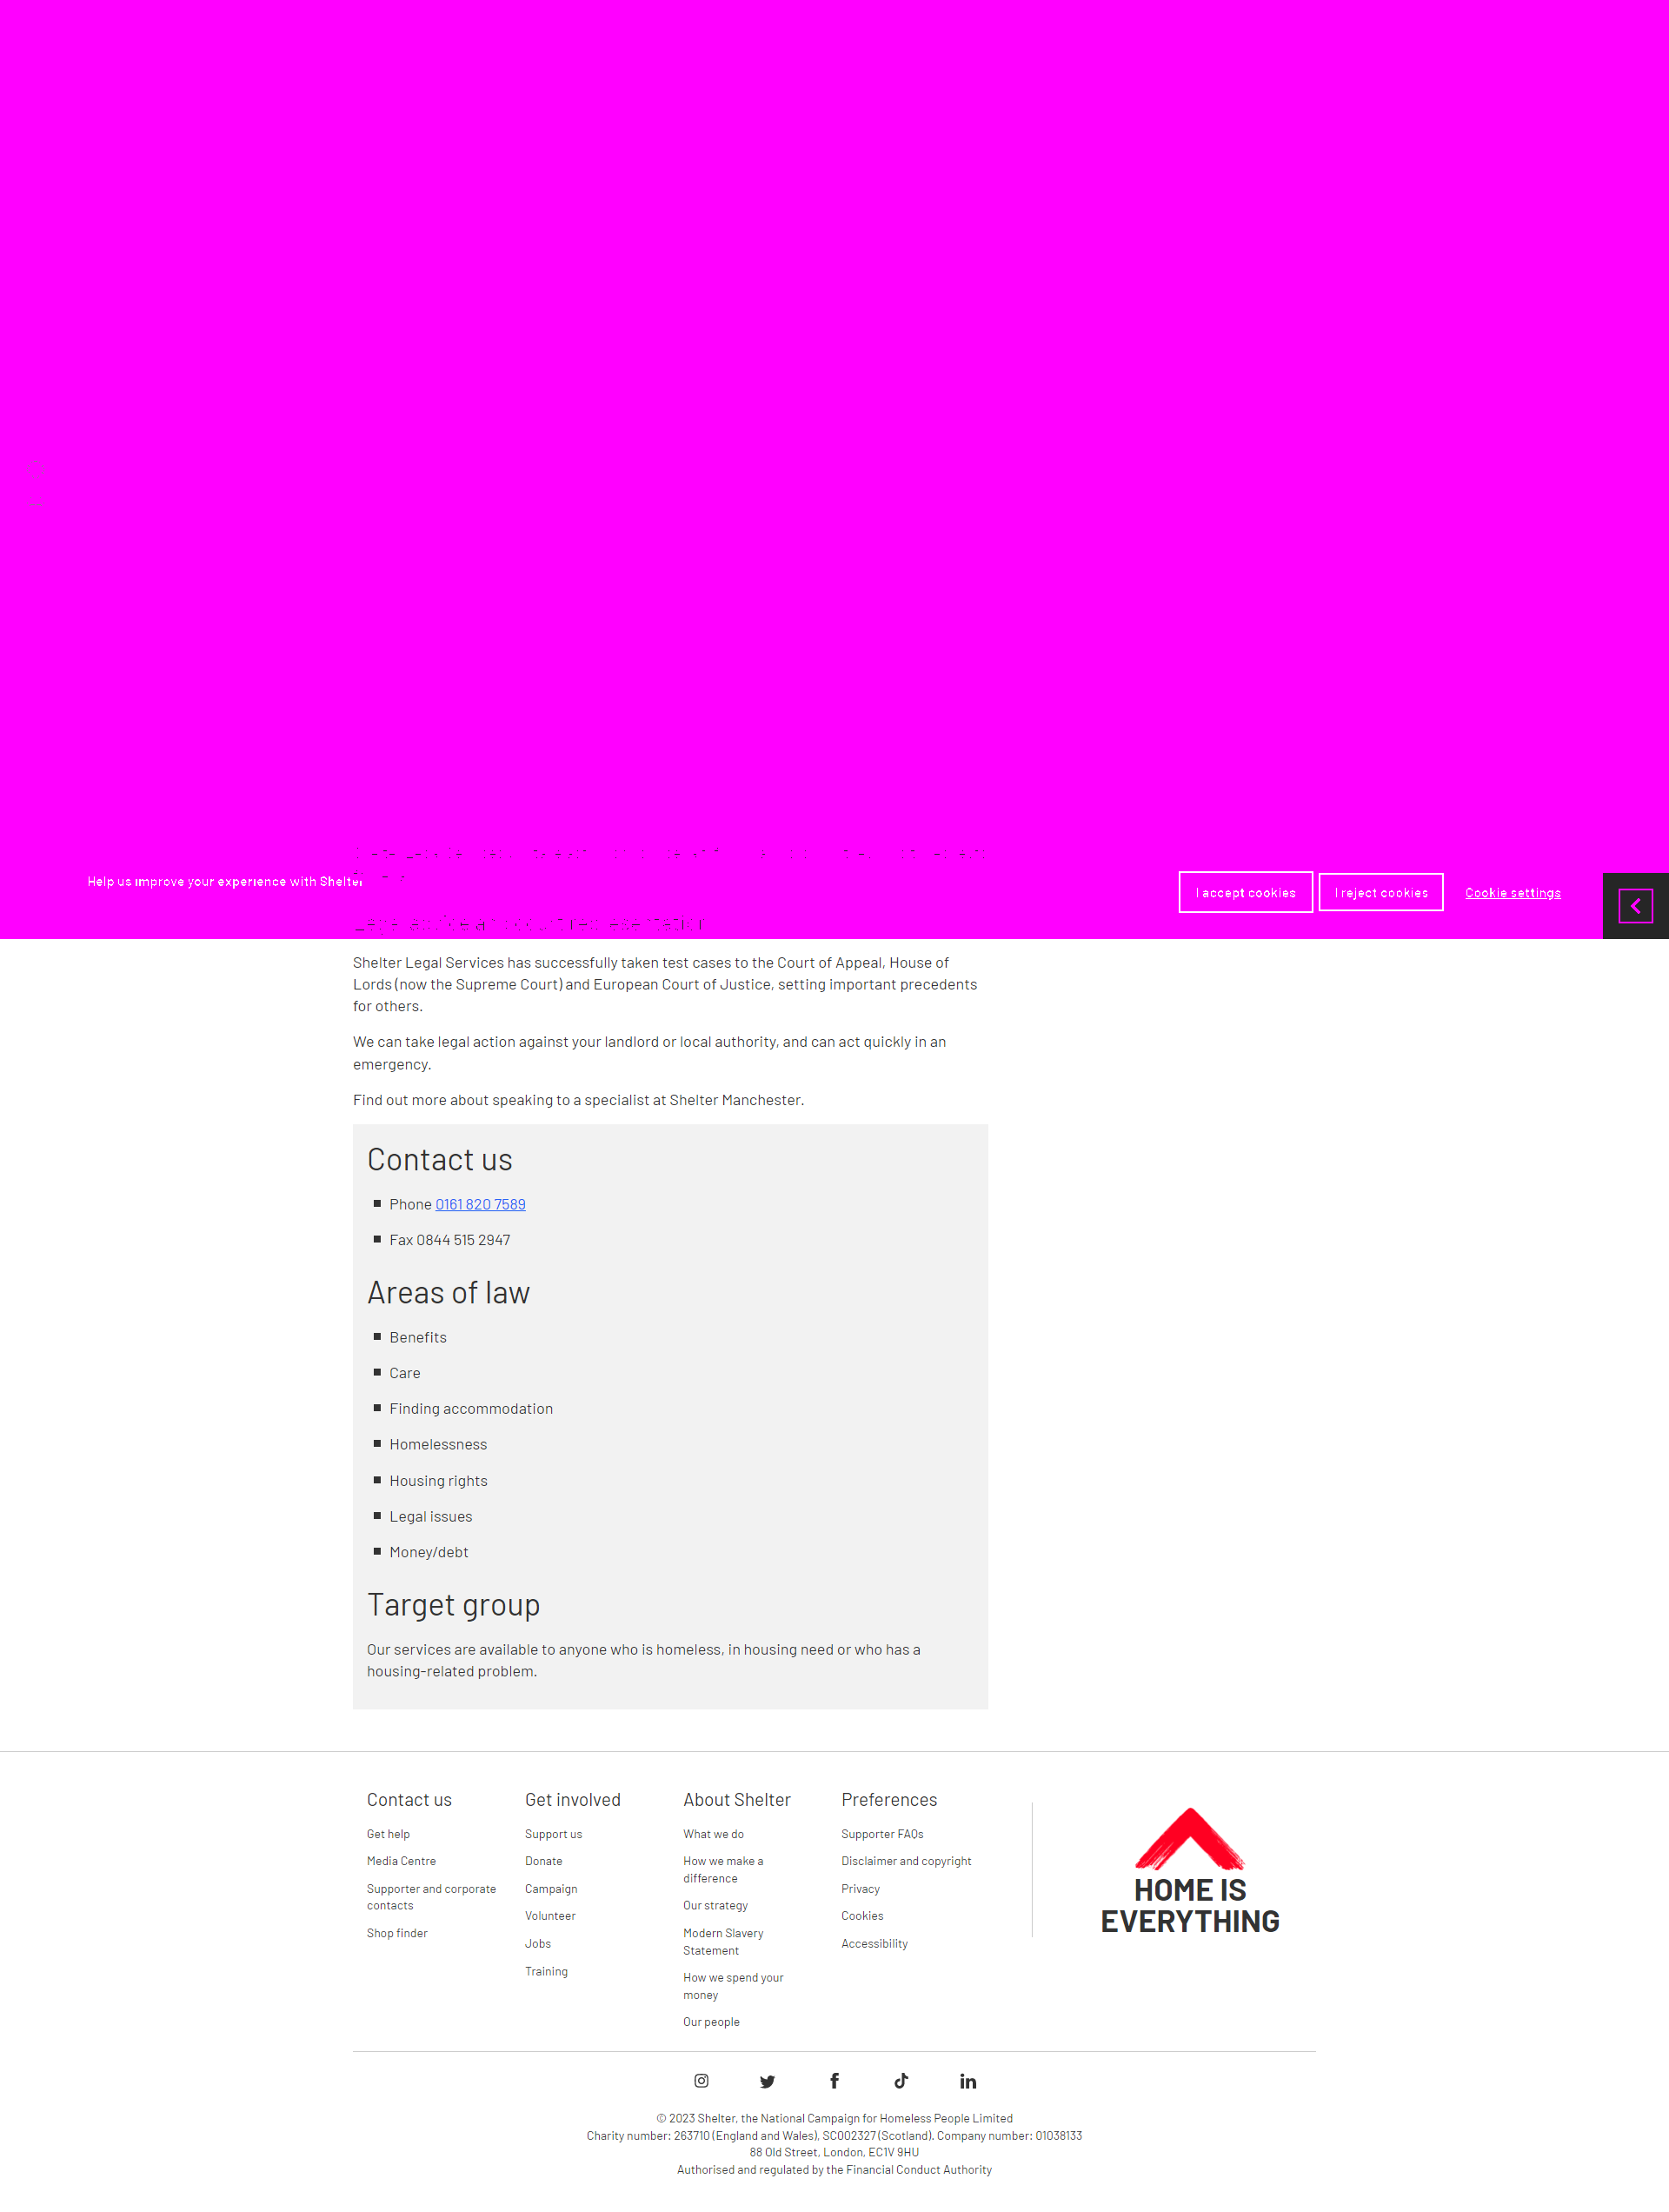 Help us improve your experience with Shelter
I accept cookies
I reject cookies
Cookie settings
Shelter Legal Services has successfully taken test cases to the Court of Appeal, House of
Lords (now the Supreme Court) and European Court of Justice, setting important precedents
for others.
We can take legal action against your landlord or local authority, and can act quickly in an
emergency.
Find out more about speaking to a specialist at Shelter Manchester.
Contact us
Phone 0161 820 7589
Fax 0844 515 2947
Areas of law
Benefits
Care
Finding accommodation
Homelessness
Housing rights
Legal issues
Money/debt
Target group
Our services are available to anyone who is homeless, in housing need or who has a
housing-related problem.
Contact us
Get help
Media Centre
Supporter and corporate
contacts
Shop finder
Get involved
Support us
Donate
Campaign
Volunteer
Jobs
Training
About Shelter
What we do
How we make a
difference
Our strategy
Modern Slavery
Statement
How we spend your
money
Our people
Preferences
Supporter FAQs
Disclaimer and copyright
Privacy
Cookies
Accessibility
HOME IS
EVERYTHING
© 2023 Shelter, the National Campaign for Homeless People Limited
Charity number: 263710 (England and Wales), SC002327 (Scotland). Company number: 01038133
88 Old Street, London, EC1V 9HU
Authorised and regulated by the Financial Conduct Authority